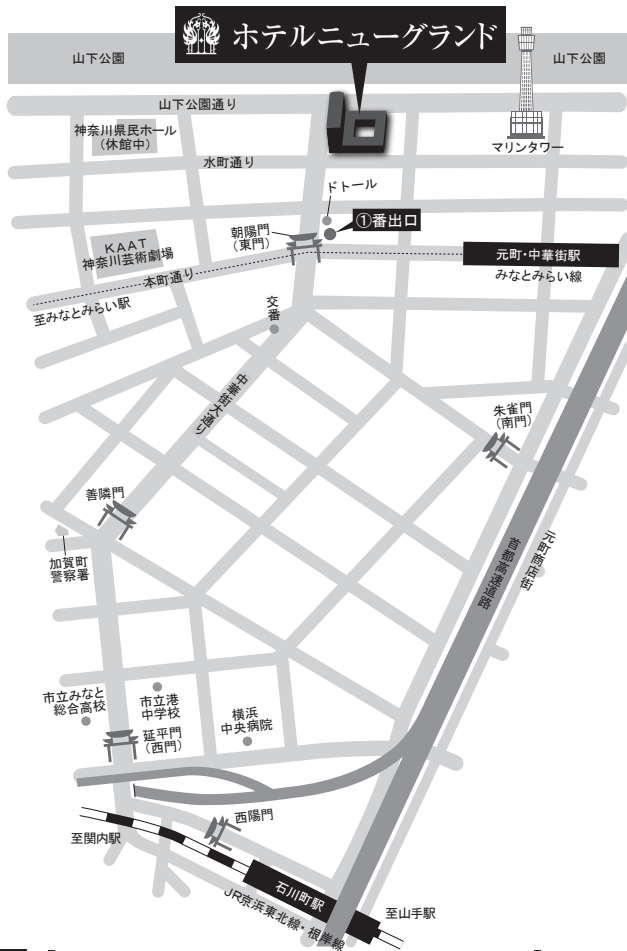 ホテルニューグランド
山下公園
山下公園
山下公園通り
神奈川県民ホール
(休館中)
マリンタワー
水町通り
ドトール
①番出口
朝陽門
(東門)
KAAT
神奈川芸術劇場
元町・中華街駅
みなとみらい線
本町通り
至みなとみらい駅
交番
中華街大通り
朱雀門
(南門)
善隣門
加賀町
警察署
首都高速道路
元町商店街
市立みなと
総合高校
市立港
中学校
横浜
中央病院
延平門
(西門)
西陽門
至関内駅
石川町駅
JR京浜東北線・根岸線
至山手駅